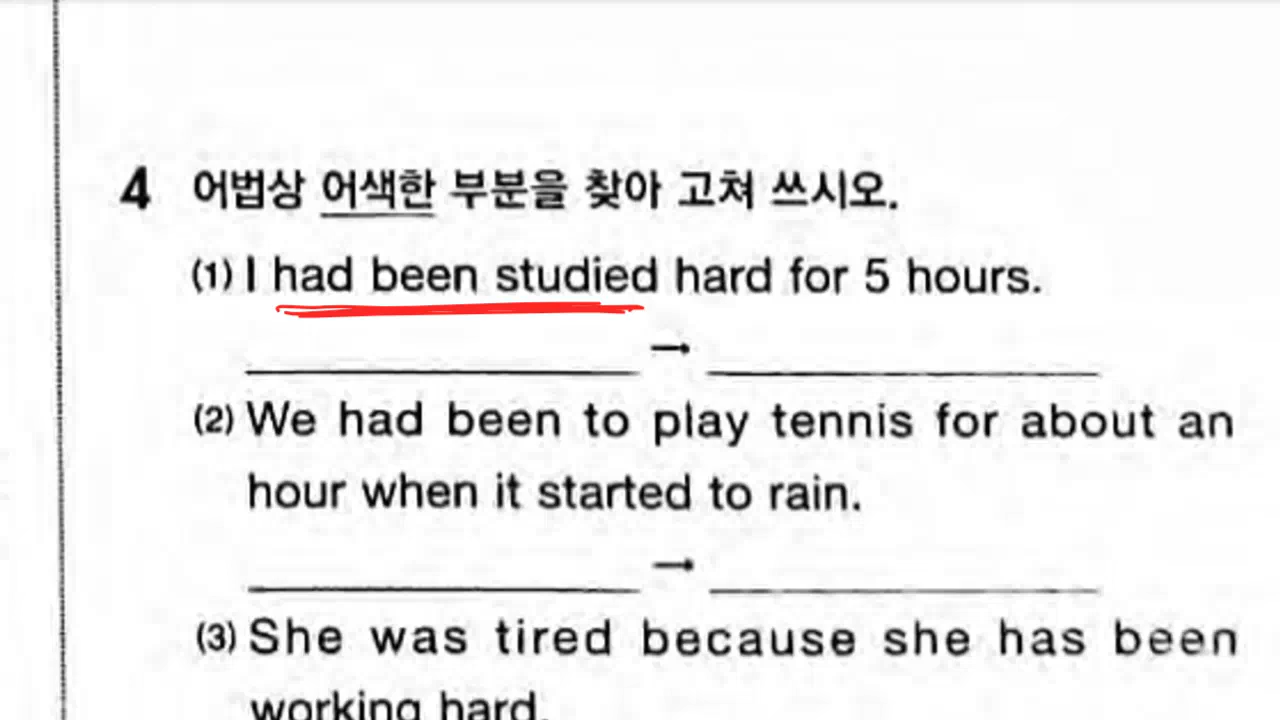 4 어법상 어색한 부분을 찾아 고쳐 쓰시오.
(1) I had been studied hard for 5 hours.
→
(2) We had been to play tennis for about an
hour when it started to rain.
→
(3) She was tired because she has been
working hard.